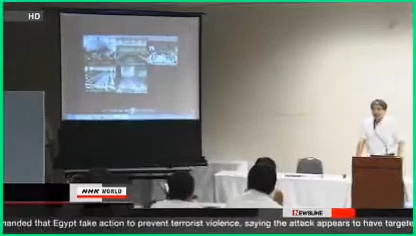 HD
NHK WORLD
NEWSLINE
manded that Egypt take action to prevent terrorist violence, saying the attack appears to have targete